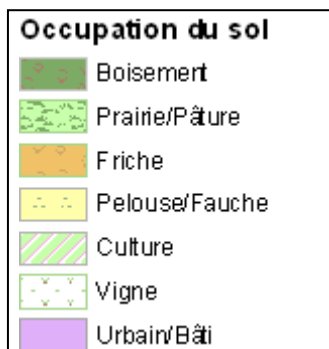 Occupation du sol
Boisement
Prairie/Pâture
Friche
Pelouse/Fauche
Culture
Vigne
Urbain/Bâti